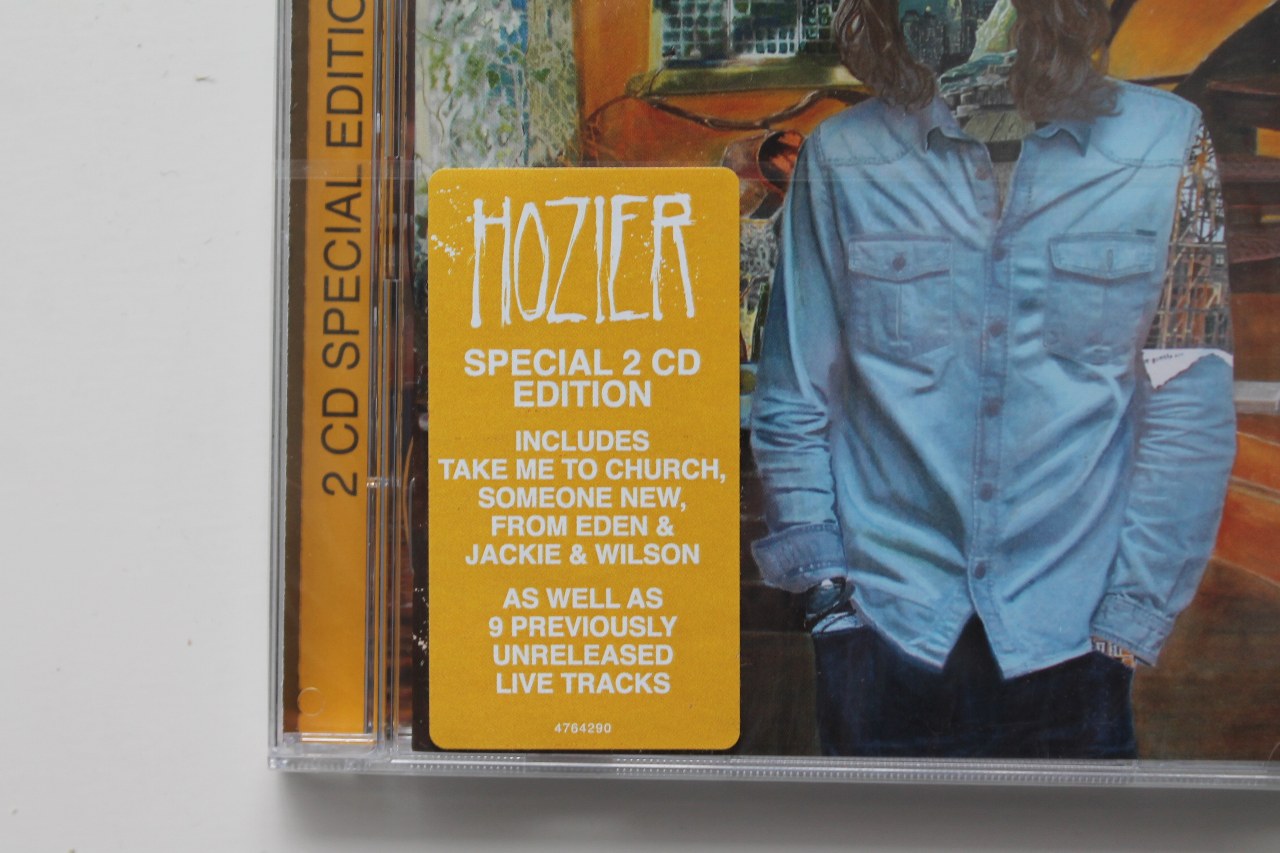 2 CD SPECIAL EDITIO
HOZIER
SPECIAL 2 CD
EDITION
INCLUDES
TAKE ME TO CHURCH,
SOMEONE NEW,
FROM EDEN &
JACKIE & WILSON
AS WELL AS
9 PREVIOUSLY
UNRELEASED
LIVE TRACKS
4764290